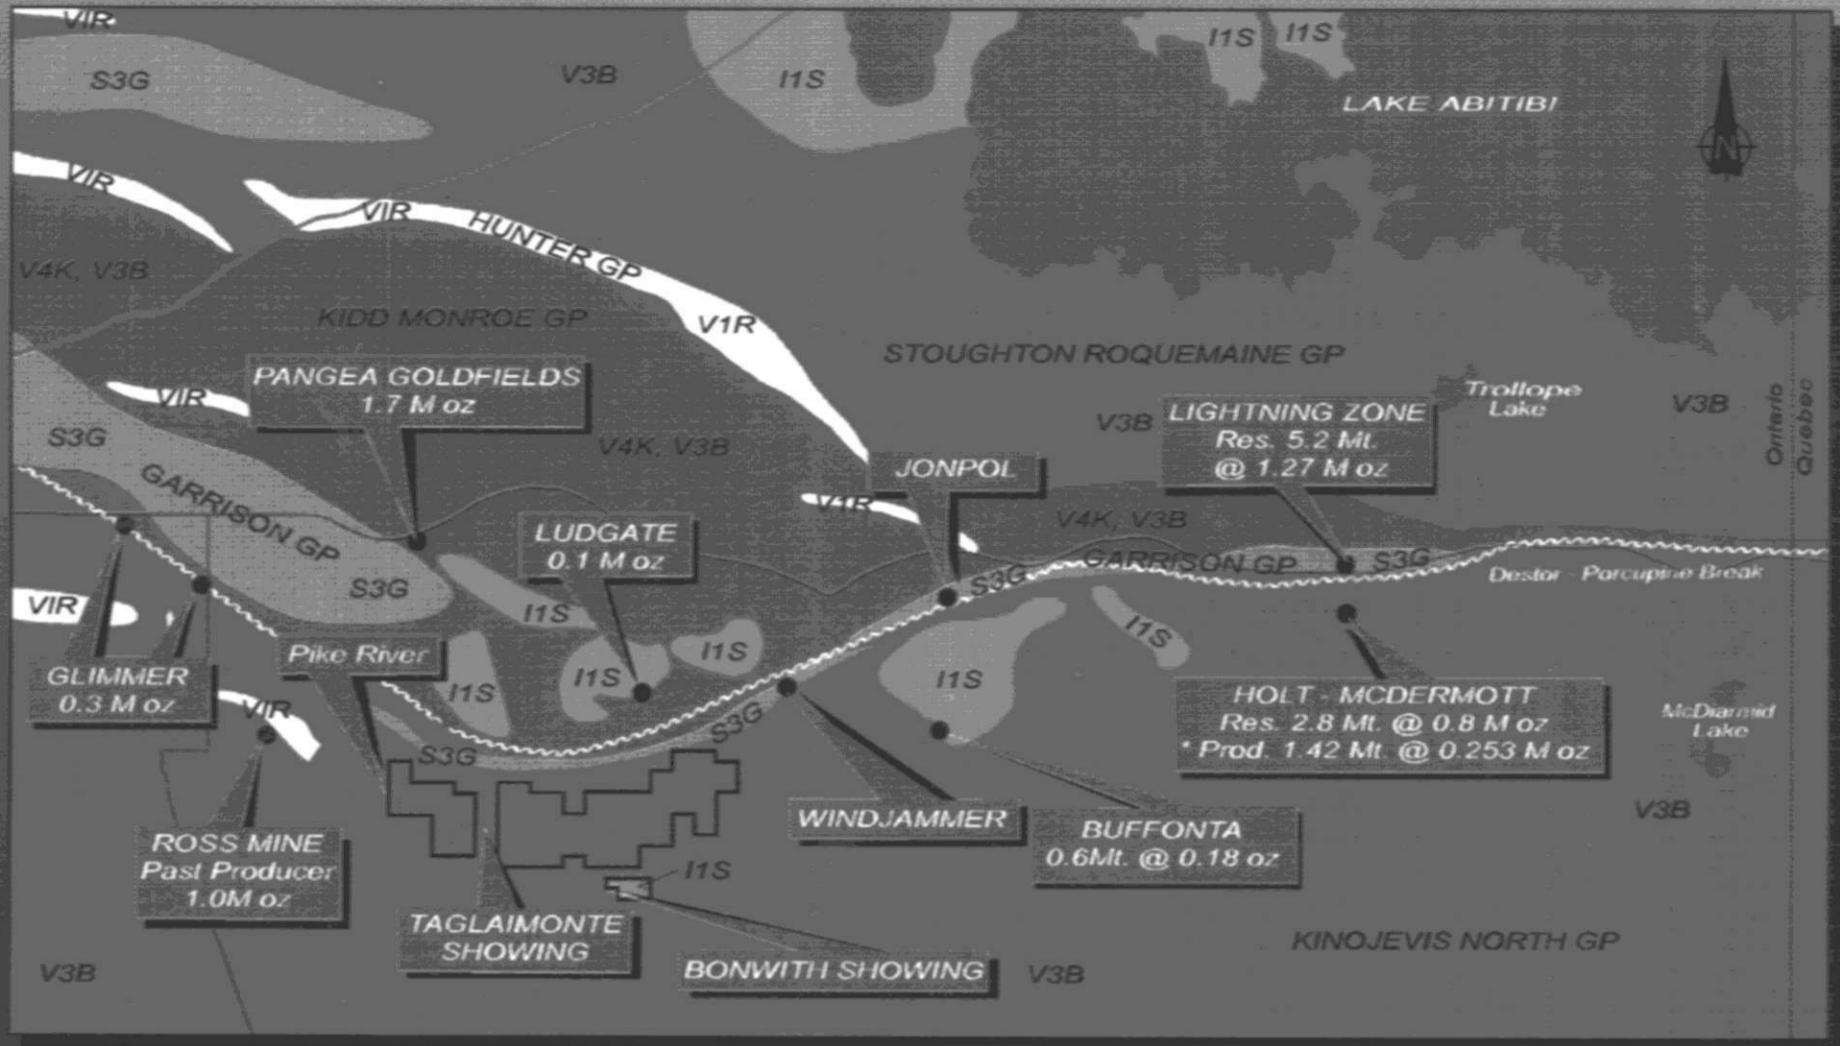 VIR
S3G
V3B
I1S
I1S
I1S
LAKE ABITIBI
N
VIR
VIR
HUNTER GP
V4K, V3B
KIDD MONROE GP
V1R
STOUGHTON ROQUEMAINE GP
PANGEA GOLDFIELDS
1.7 M oz
VIR
Trollope
Lake
V3B
Ontario
Quebec
V3B
LIGHTNING ZONE
Res. 5.2 Mt.
@ 1.27 M oz
S3G
V4K, V3B
JONPOL
GARRISON GP
V1R
V4K, V3B
LUDGATE
0.1 M oz
GARRISON GP
S3G
Destor - Porcupine Break
S3G
S3G
VIR
I1S
I1S
Pike River
I1S
I1S
I1S
I1S
GLIMMER
0.3 M oz
VIR
S3G
S3G
HOLT - MCDERMOTT
Res. 2.8 Mt. @ 0.8 M oz
* Prod. 1.42 Mt. @ 0.253 M oz
McDiarmid
Lake
V3B
WINDJAMMER
BUFFONTA
0.6Mt. @ 0.18 oz
ROSS MINE
Past Producer
1.0M oz
I1S
TAGLAIMONTE
SHOWING
BONWITH SHOWING
KINOJEVIS NORTH GP
V3B
V3B